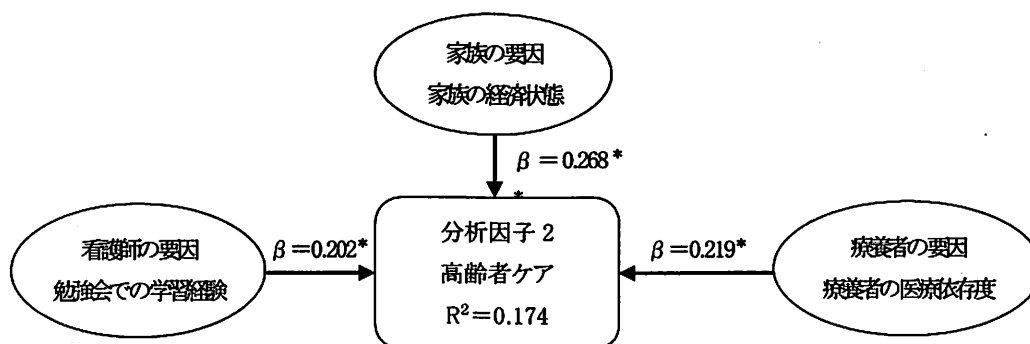 家族の要因
家族の経済状態
β＝0.268*
*
看護師の要因
勉強会での学習経験
β＝0.202*
分析因子 2
高齢者ケア
R²＝0.174
β＝0.219*
療養者の要因
療養者の医療依存度